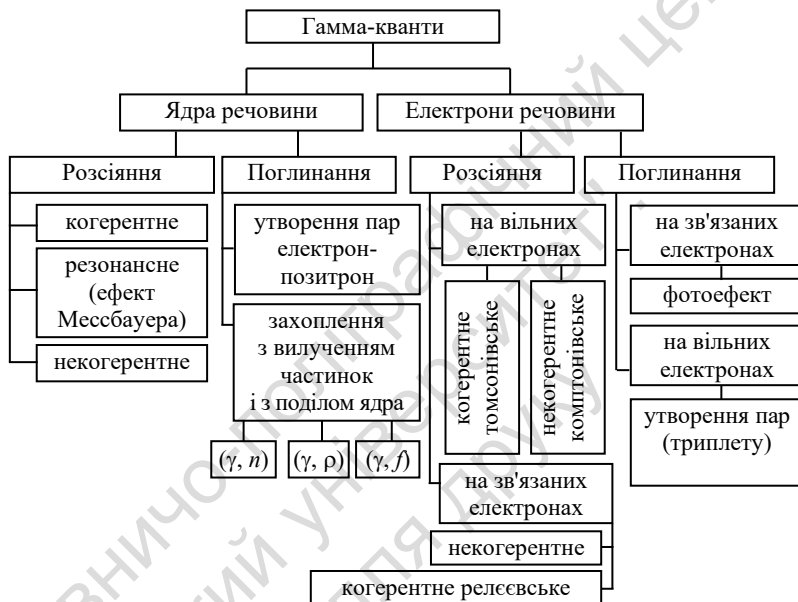 Гамма-кванти
Ядра речовини
Електрони речовини
Розсіяння
Поглинання
Розсіяння
Поглинання
когерентне
резонансне
(ефект
Мессбауера)
некогерентне
утворення пар
електрон-
позитрон
захоплення
з вилученням
частинок
і з поділом ядра
(γ, n)
(γ, ρ)
(γ, f)
на вільних
електронах
когерентне
томсонівське
некогерентне
комптонівське
на зв'язаних
електронах
некогерентне
когерентне релєєвське
на зв'язаних
електронах
фотоефект
на вільних
електронах
утворення пар
(триплету)